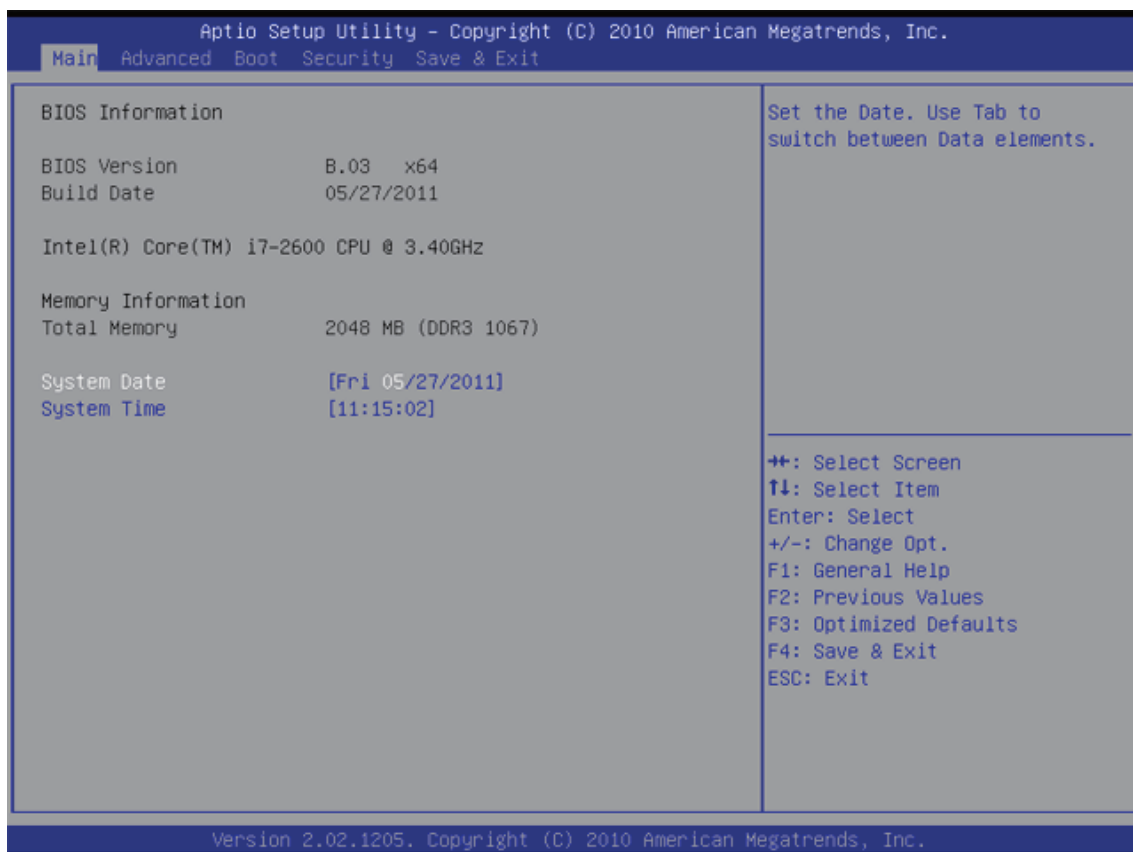 Aptio Setup Utility – Copyright (C) 2010 American Megatrends, Inc.
Main Advanced Boot Security Save & Exit
BIOS Information
BIOS Version B.03 x64
Build Date 05/27/2011
Intel(R) Core(TM) i7-2600 CPU @ 3.40GHz
Memory Information
Total Memory 2048 MB (DDR3 1067)
System Date [Fri 05/27/2011]
System Time [11:15:02]
Set the Date. Use Tab to
switch between Data elements.
→←: Select Screen
↑↓: Select Item
Enter: Select
+/-: Change Opt.
F1: General Help
F2: Previous Values
F3: Optimized Defaults
F4: Save & Exit
ESC: Exit
Version 2.02.1205. Copyright (C) 2010 American Megatrends, Inc.